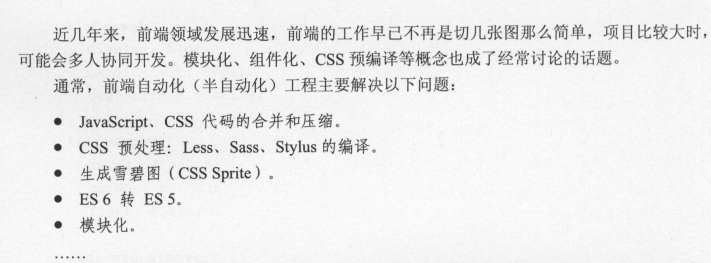 近几年来，前端领域发展迅速，前端的工作早已不再是切几张图那么简单，项目比较大时，
可能会多人协同开发。模块化、组件化、CSS 预编译等概念也成了经常讨论的话题。
通常，前端自动化（半自动化）工程主要解决以下问题：
● JavaScript、CSS 代码的合并和压缩。
● CSS 预处理：Less、Sass、Stylus 的编译。
● 生成雪碧图（CSS Sprite）。
● ES 6 转 ES 5。
● 模块化。
……